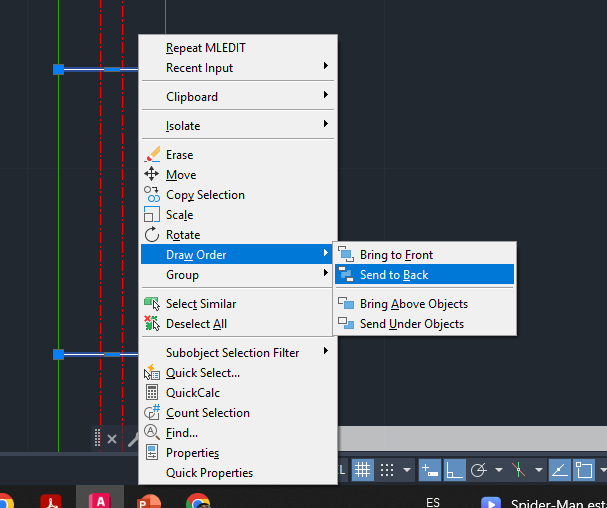 Repeat MLEDIT
Recent Input
Clipboard
Isolate
Erase
Move
Copy Selection
Scale
Rotate
Draw Order
Group
Bring to Front
Send to Back
Bring Above Objects
Send Under Objects
Select Similar
Deselect All
Subobject Selection Filter
Quick Select...
QuickCalc
Count Selection
Find...
Properties
Quick Properties
A
ES
Spider-Man est